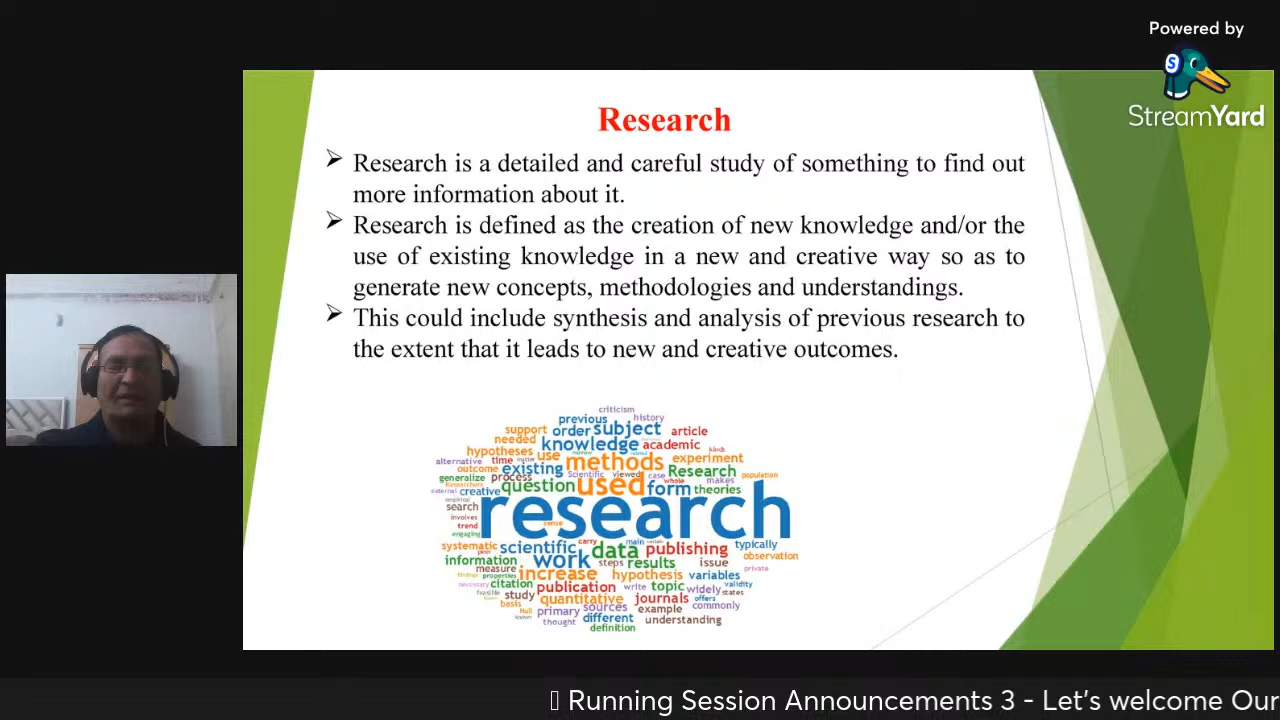 Powered by
S
StreamYard
Research
➢ Research is a detailed and careful study of something to find out
more information about it.
➢ Research is defined as the creation of new knowledge and/or the
use of existing knowledge in a new and creative way so as to
generate new concepts, methodologies and understandings.
➢ This could include synthesis and analysis of previous research to
the extent that it leads to new and creative outcomes.
criticism
previous history
support order subject article
needed knowledge academic
hypotheses use methods kinds
alternative time matter experiment
outcome existing Scientific viewed case Research population
generalize process whole makes
Researchers question used form theories
external creative
empirical
search research
involves
trend sense
engaging
systematic scientific carry main data publishing typically
peer observation
information work steps results issue
measure private
findings properties increase hypothesis variables
necessary citation publication write topic widely validity
feasible study states
basis quantitative journals offers
Null primary sources example commonly
known thought different understanding
definition
Running Session Announcements 3 - Let's welcome Our